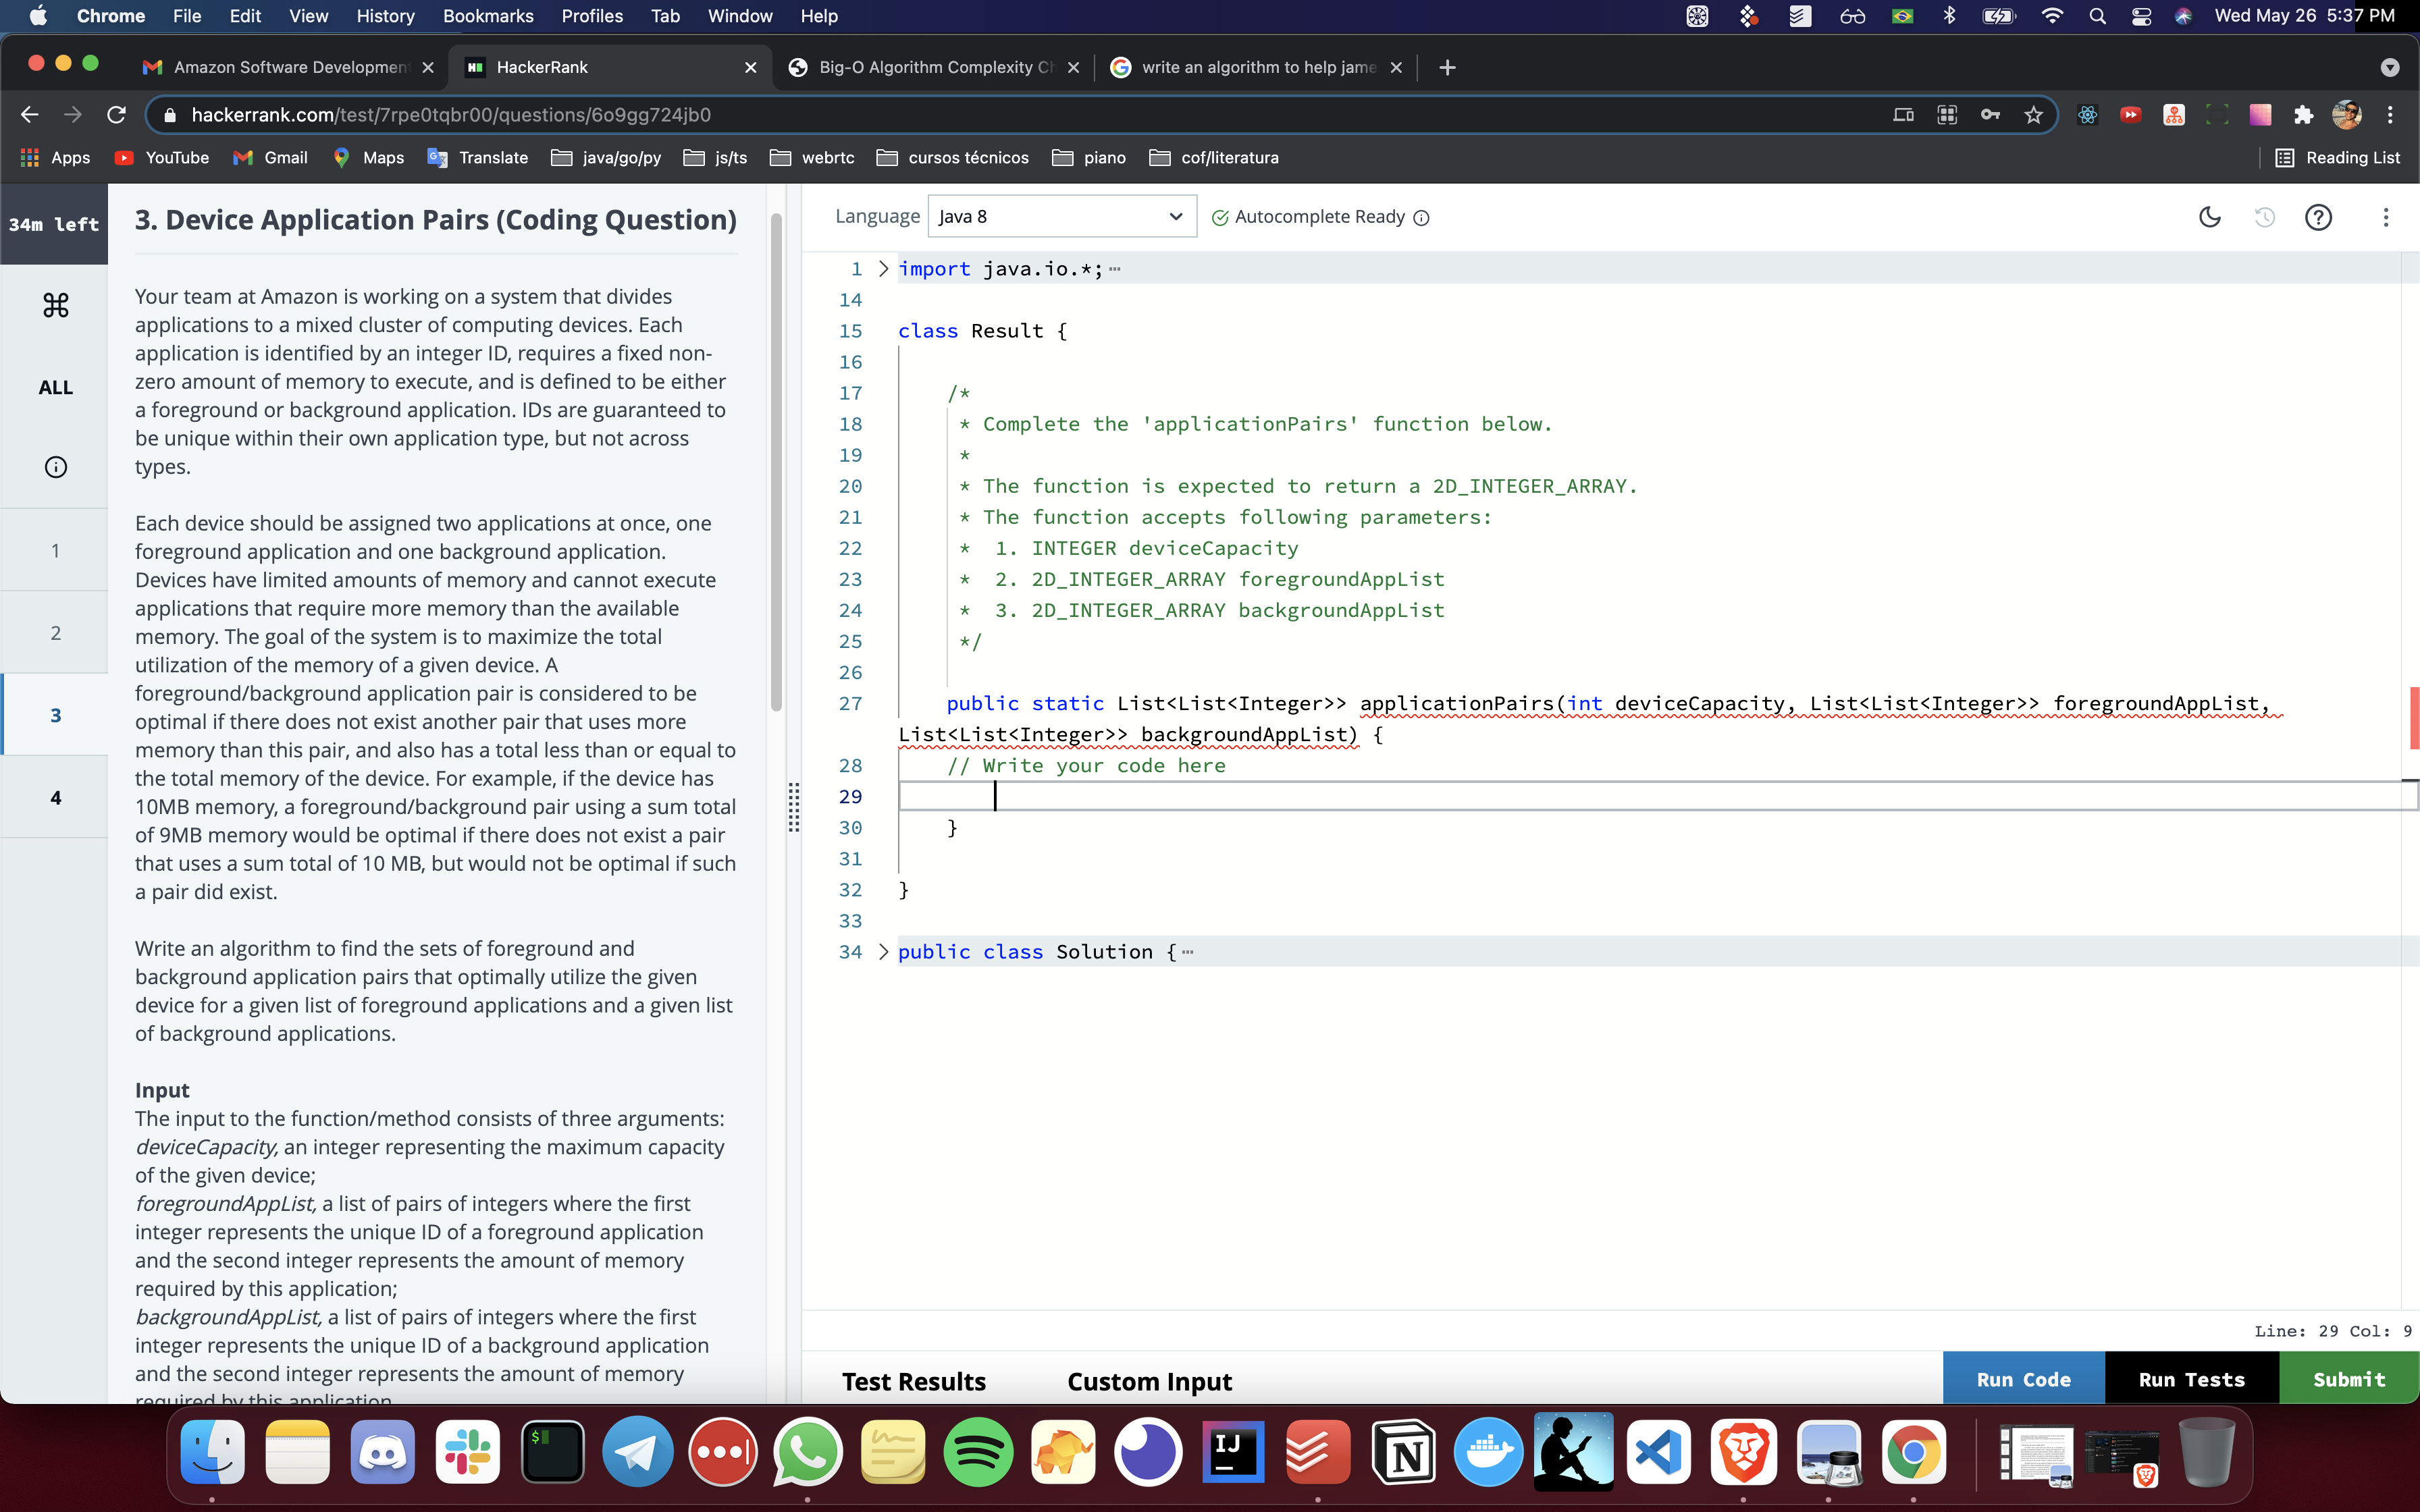 Chrome File Edit View History Bookmarks Profiles Tab Window Help Wed May 26 5:37 PM
Amazon Software Developmen HackerRank Big-O Algorithm Complexity Ch write an algorithm to help jame
hackerrank.com/test/7rpe0tqbr00/questions/6o9gg724jb0
Apps YouTube Gmail Maps Translate java/go/py js/ts webrtc cursos técnicos piano cof/literatura Reading List
34m left
ALL
1
2
3
4
3. Device Application Pairs (Coding Question)
Your team at Amazon is working on a system that divides
applications to a mixed cluster of computing devices. Each
application is identified by an integer ID, requires a fixed non-
zero amount of memory to execute, and is defined to be either
a foreground or background application. IDs are guaranteed to
be unique within their own application type, but not across
types.
Each device should be assigned two applications at once, one
foreground application and one background application.
Devices have limited amounts of memory and cannot execute
applications that require more memory than the available
memory. The goal of the system is to maximize the total
utilization of the memory of a given device. A
foreground/background application pair is considered to be
optimal if there does not exist another pair that uses more
memory than this pair, and also has a total less than or equal to
the total memory of the device. For example, if the device has
10MB memory, a foreground/background pair using a sum total
of 9MB memory would be optimal if there does not exist a pair
that uses a sum total of 10 MB, but would not be optimal if such
a pair did exist.
Write an algorithm to find the sets of foreground and
background application pairs that optimally utilize the given
device for a given list of foreground applications and a given list
of background applications.
Input
The input to the function/method consists of three arguments:
deviceCapacity, an integer representing the maximum capacity
of the given device;
foregroundAppList, a list of pairs of integers where the first
integer represents the unique ID of a foreground application
and the second integer represents the amount of memory
required by this application;
backgroundAppList, a list of pairs of integers where the first
integer represents the unique ID of a background application
and the second integer represents the amount of memory
required by this application
Language Java 8 Autocomplete Ready
1 import java.io.*;
14
15 class Result {
16
17 /*
18 * Complete the 'applicationPairs' function below.
19 *
20 * The function is expected to return a 2D_INTEGER_ARRAY.
21 * The function accepts following parameters:
22 * 1. INTEGER deviceCapacity
23 * 2. 2D_INTEGER_ARRAY foregroundAppList
24 * 3. 2D_INTEGER_ARRAY backgroundAppList
25 */
26
27 public static List<List<Integer>> applicationPairs(int deviceCapacity, List<List<Integer>> foregroundAppList,
List<List<Integer>> backgroundAppList) {
28 // Write your code here
29
30 }
31
32 }
33
34 public class Solution {
Line: 29 Col: 9
Test Results Custom Input Run Code Run Tests Submit
$ IJ N